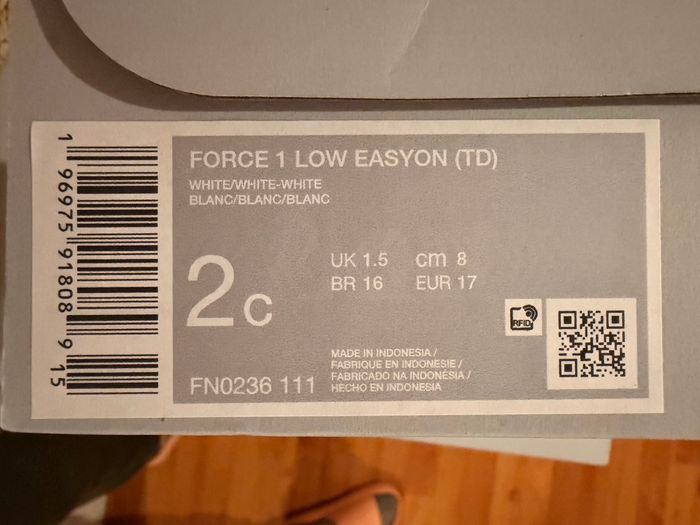 FORCE 1 LOW EASYON (TD)
WHITE/WHITE-WHITE
BLANC/BLANC/BLANC
2c
UK 1.5 cm 8
BR 16 EUR 17
RFID
MADE IN INDONESIA /
FABRIQUE EN INDONESIE /
FABRICADO NA INDONÉSIA /
HECHO EN INDONESIA
FN0236 111
1 96975 91808 9 15